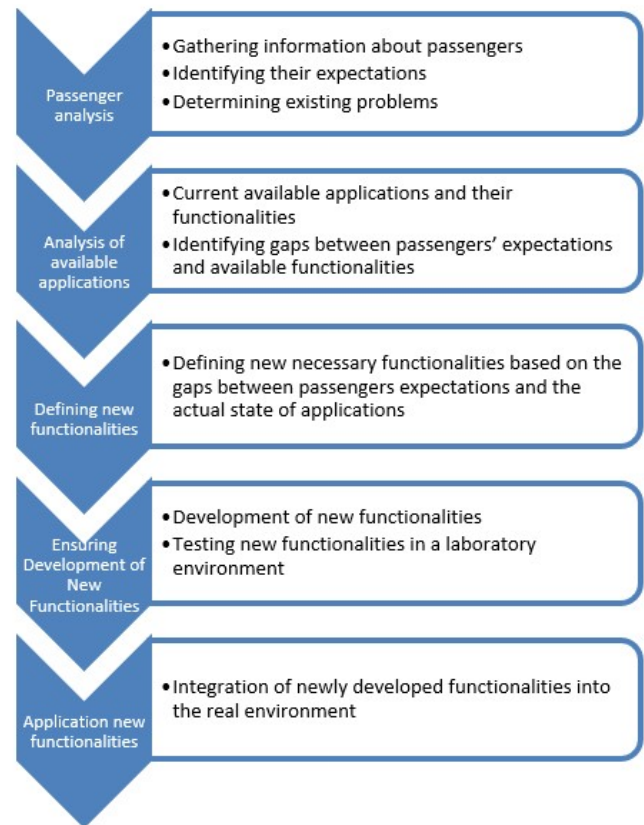 Passenger
analysis
•Gathering information about passengers
•Identifying their expectations
•Determining existing problems
Analysis of
available
applications
•Current available applications and their
functionalities
•Identifying gaps between passengers’ expectations
and available functionalities
Defining new
functionalities
•Defining new necessary functionalities based on the
gaps between passengers expectations and the
actual state of applications
Ensuring
Development of
New
Functionalities
•Development of new functionalities
•Testing new functionalities in a laboratory
environment
Application new
functionalities
•Integration of newly developed functionalities into
the real environment